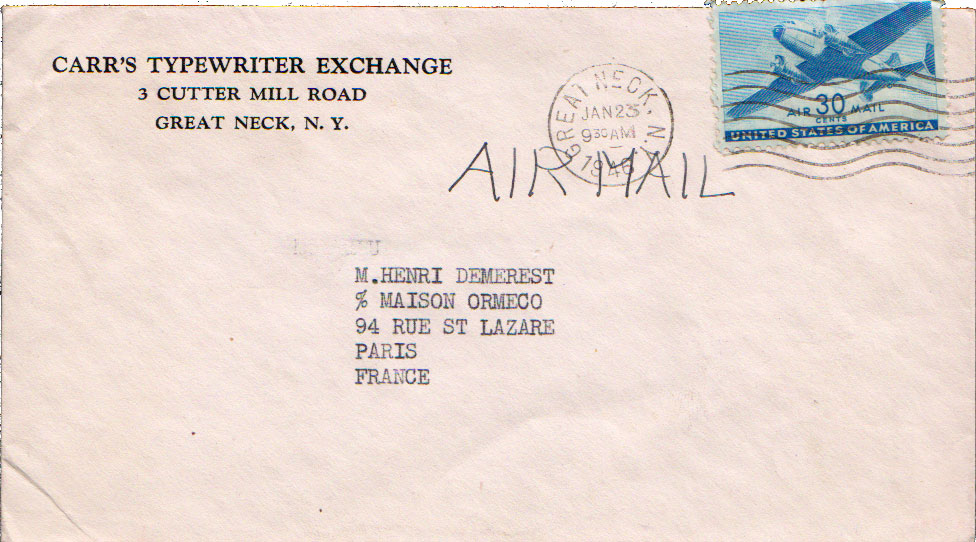 CARR'S TYPEWRITER EXCHANGE
3 CUTTER MILL ROAD
GREAT NECK, N. Y.
GREAT NECK, N.Y.
JAN 23
9 30 AM
1946
AIR 30 MAIL
CENTS
UNITED STATES OF AMERICA
AIR MAIL
M.HENRI DEMEREST
% MAISON ORMECO
94 RUE ST LAZARE
PARIS
FRANCE